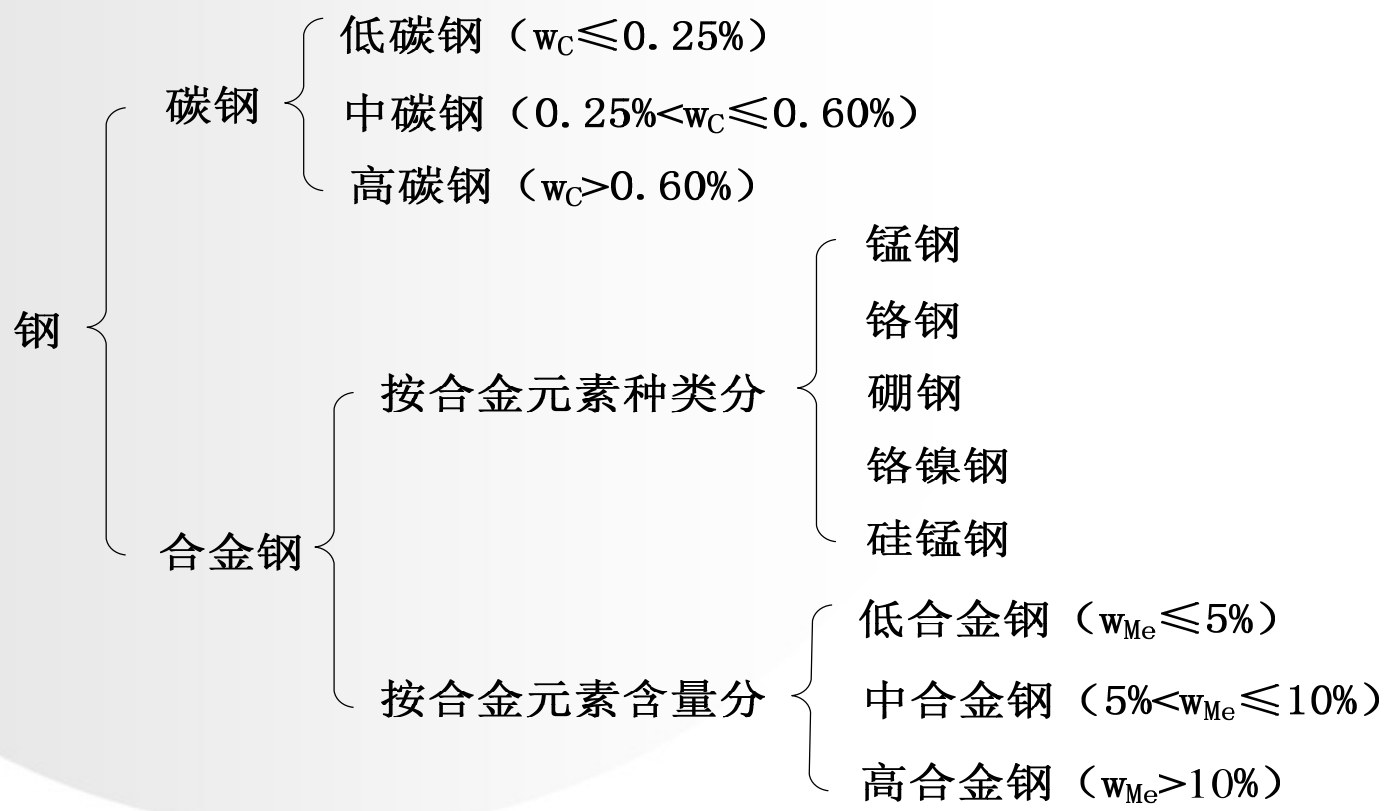 低碳钢（wC≤0.25%）
碳钢
中碳钢（0.25%<wC≤0.60%）
高碳钢（wC>0.60%）
锰钢
钢
铬钢
按合金元素种类分
硼钢
铬镍钢
合金钢
硅锰钢
低合金钢（wMe≤5%）
按合金元素含量分
中合金钢（5%<wMe≤10%）
高合金钢（wMe>10%）